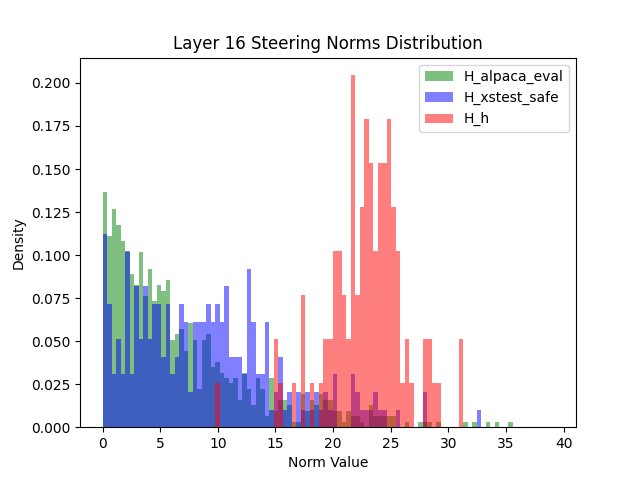 Layer 16 Steering Norms Distribution
H_alpaca_eval
H_xstest_safe
H_h
Density
0.200
0.175
0.150
0.125
0.100
0.075
0.050
0.025
0.000
0 5 10 15 20 25 30 35 40
Norm Value